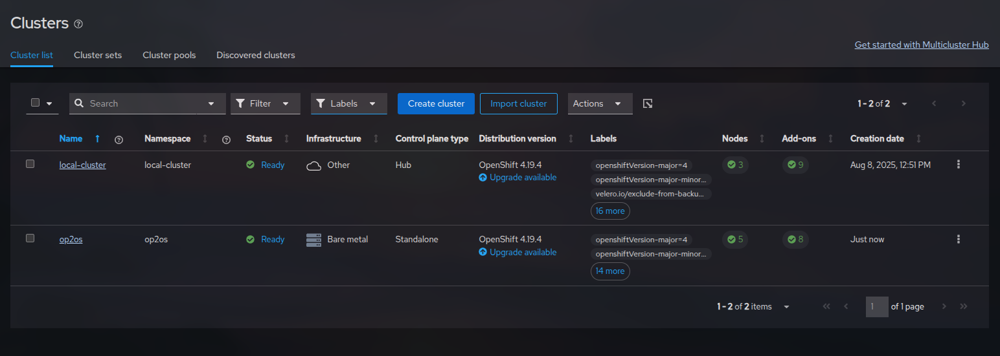 Clusters
Get started with Multicluster Hub
Cluster list Cluster sets Cluster pools Discovered clusters
Search Filter Labels Create cluster Import cluster Actions 1 - 2 of 2
Name Namespace Status Infrastructure Control plane type Distribution version Labels Nodes Add-ons Creation date
local-cluster local-cluster Ready Other Hub OpenShift 4.19.4 openshiftVersion-major=4 3 9 Aug 8, 2025, 12:51 PM
Upgrade available openshiftVersion-major-minor...
velero.io/exclude-from-backu...
16 more
op2os op2os Ready Bare metal Standalone OpenShift 4.19.4 openshiftVersion-major=4 5 8 Just now
Upgrade available openshiftVersion-major-minor...
14 more
1 - 2 of 2 items 1 of 1 page